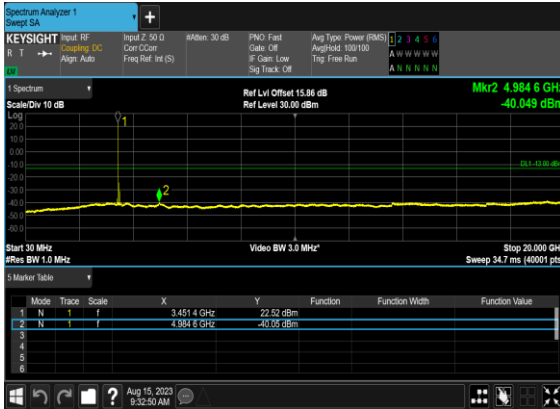 Spectrum Analyzer 1
Swept SA
+
KEYSIGHT
R T
Input: RF
Coupling: DC
Align: Auto
Input Z: 50 Ω
Corr CCorr
Freq Ref: Int (S)
#Atten: 30 dB
PNO: Fast
Gate: Off
IF Gain: Low
Sig Track: Off
Avg Type: Power (RMS)
Avg|Hold: 100/100
Trig: Free Run
1 2 3 4 5 6
A W W W W W
A N N N N N
1 Spectrum
Scale/Div 10 dB
Ref Lvl Offset 15.86 dB
Ref Level 30.00 dBm
Mkr2 4.984 6 GHz
-40.049 dBm
Log
20.0
10.0
0.00
-10.0
-20.0
-30.0
-40.0
-50.0
-60.0
1
2
DL1 -13.00 dBm
Start 30 MHz
#Res BW 1.0 MHz
Video BW 3.0 MHz*
Stop 20.000 GH
Sweep 34.7 ms (40001 pts
5 Marker Table
Mode Trace Scale X Y Function Function Width Function Value
1 N 1 f 3.451 4 GHz 22.52 dBm
2 N 1 f 4.984 6 GHz -40.05 dBm
3
4
5
6
?
Aug 15, 2023
9:32:50 AM